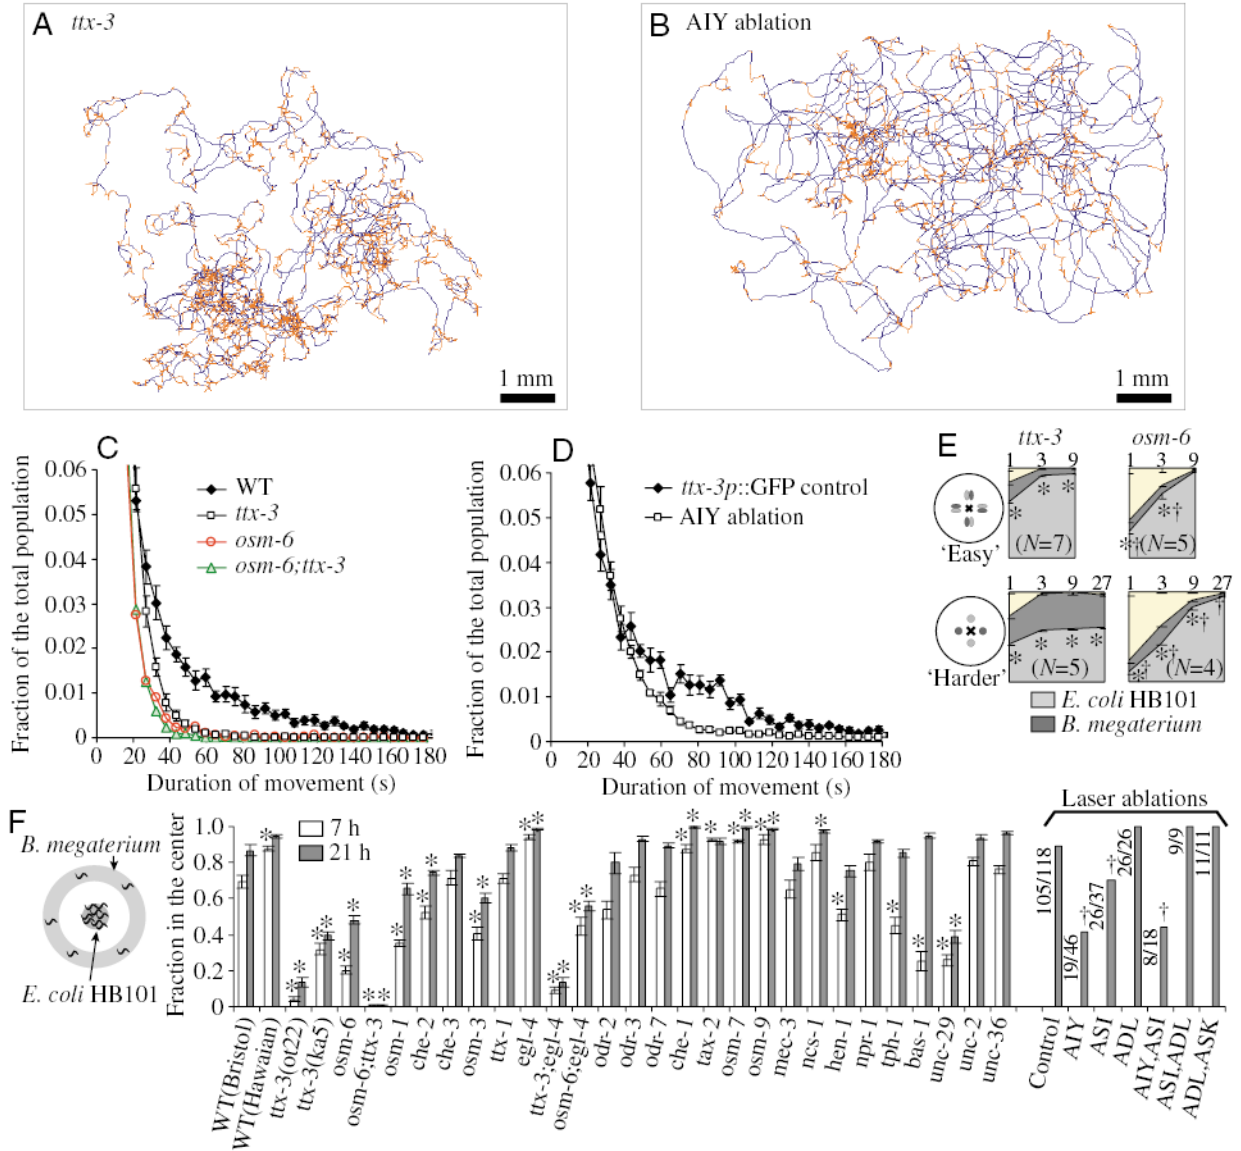 A ttx-3
1 mm
B AIY ablation
1 mm
C
Fraction of the total population
0.06
0.05
0.04
0.03
0.02
0.01
0
0 20 40 60 80 100 120 140 160 180
Duration of movement (s)
WT
ttx-3
osm-6
osm-6;ttx-3
D
Fraction of the total population
0.06
0.05
0.04
0.03
0.02
0.01
0
0 20 40 60 80 100 120 140 160 180
Duration of movement (s)
ttx-3p::GFP control
AIY ablation
E
ttx-3 osm-6
1 3 9 1 3 9
* * * *† *†
'Easy' (N=7) (N=5)
1 3 9 27 1 3 9 27
* * * * *† *† *† †
'Harder' (N=5) (N=4)
E. coli HB101
B. megaterium
F
B. megaterium
E. coli HB101
Fraction in the center
1.0
0.8
0.6
0.4
0.2
0
7 h
21 h
WT(Bristol)
WT(Hawaian)
ttx-3(ot22)
ttx-3(ka5)
osm-6
osm-6;ttx-3
osm-1
che-2
che-3
osm-3
ttx-1
egl-4
ttx-3;egl-4
osm-6;egl-4
odr-2
odr-3
odr-7
che-1
tax-2
osm-7
osm-9
mec-3
ncs-1
hen-1
npr-1
tph-1
bas-1
unc-29
unc-2
unc-36
Laser ablations
105/118
19/46
26/37
26/26
8/18
9/9
11/11
Control
AIY
ASI
ADL
AIY,ASI
ASI,ADL
ADL,ASK